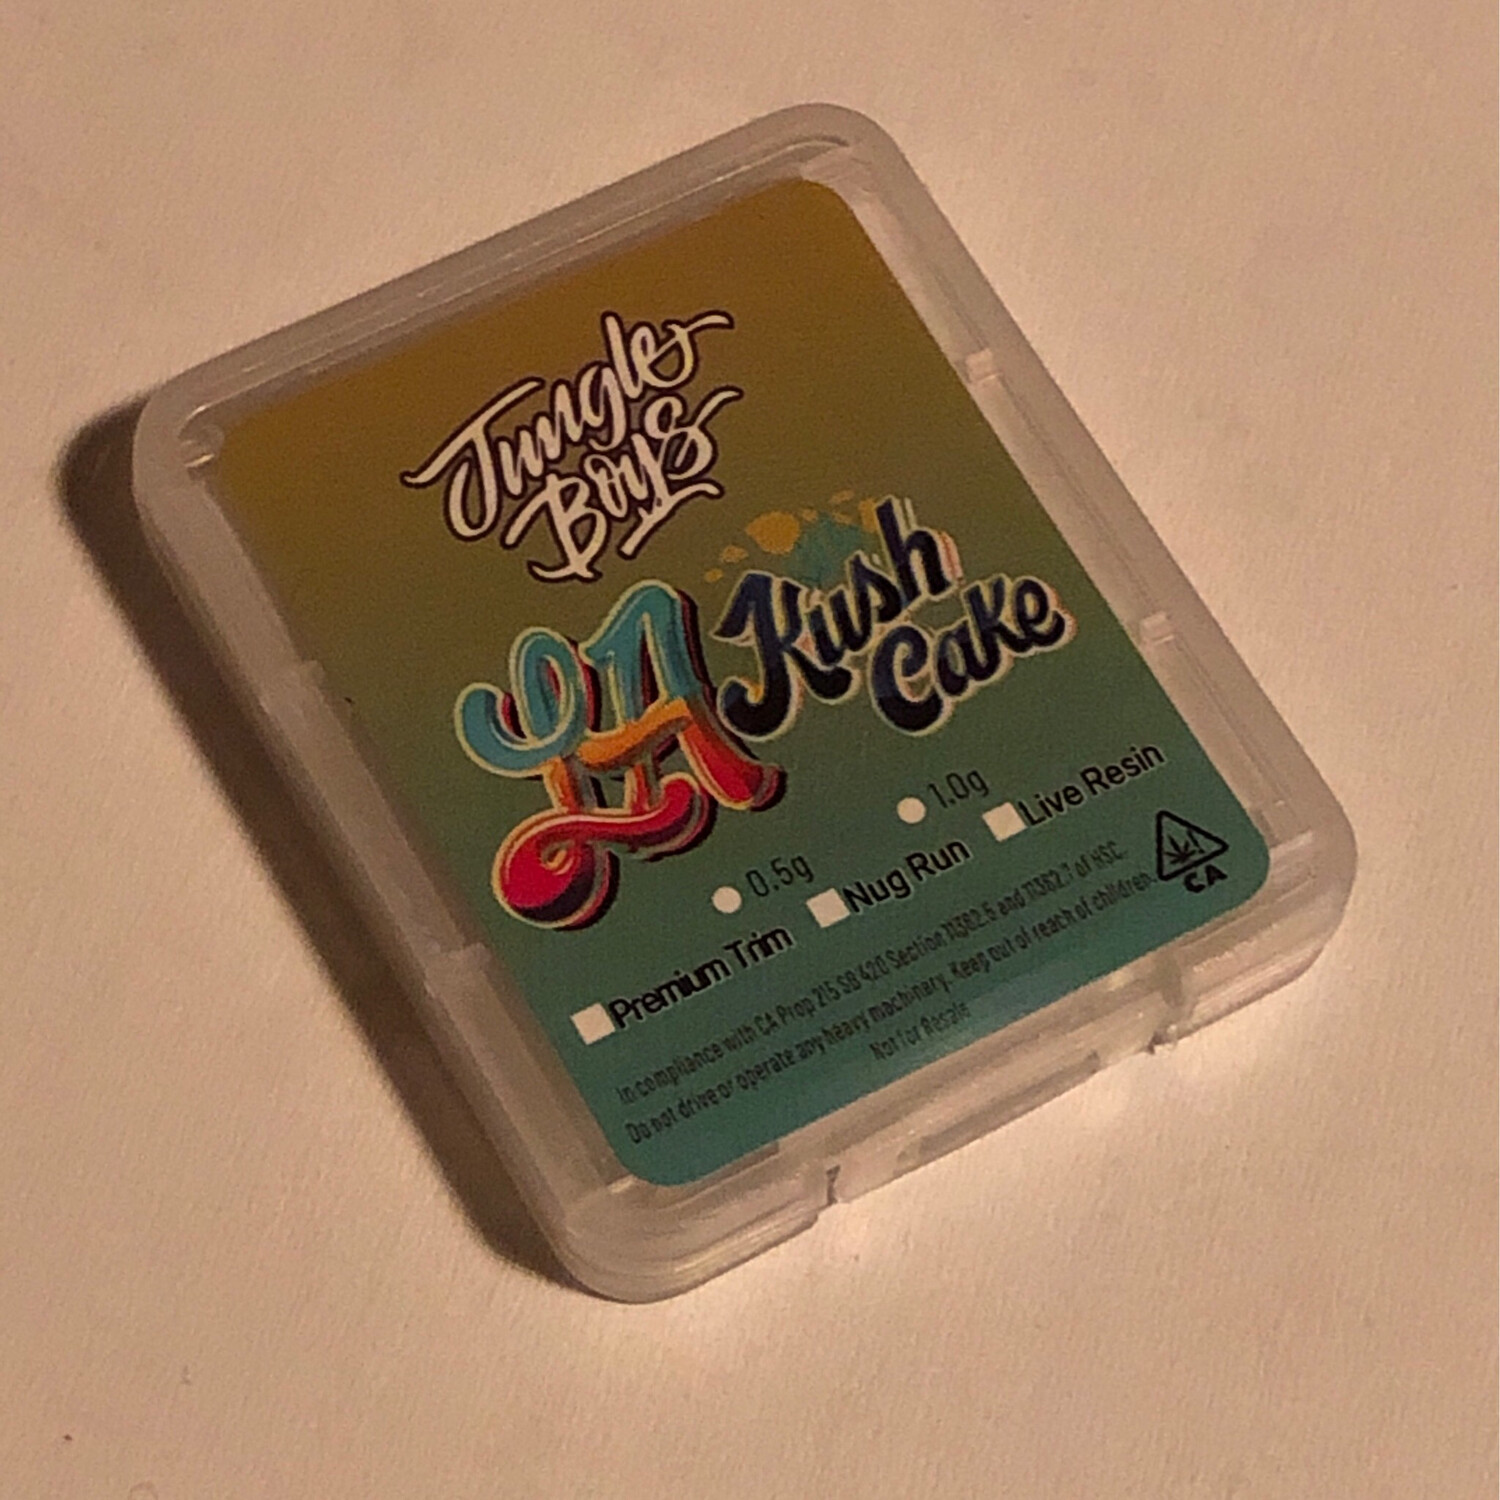 Jungle
Boys
LA Kush
Cake
0.5g 1.0g
Premium Trim Nug Run Live Resin
In compliance with CA Prop 215 SB 420 Section 11362.5 and 11362.7 of HSC.
Do not drive or operate any heavy machinery. Keep out of reach of children.
Not for Resale
CA